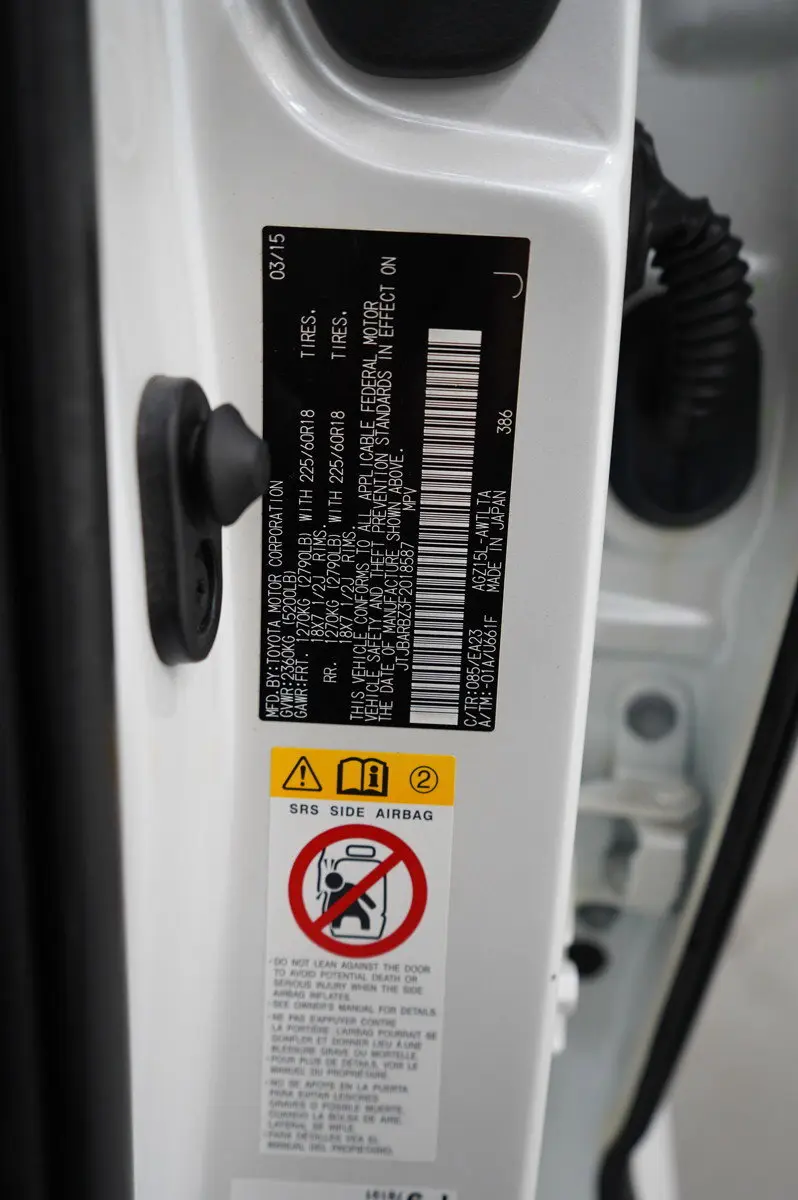 MFD.BY:TOYOTA MOTOR CORPORATION 03/15
GVWR:2360KG (5200LB)
GAWR:FRT. 1270KG (2790LB) WITH 225/60R18 TIRES.
18X7 1/2J RIMS.
RR. 1270KG (2790LB) WITH 225/60R18 TIRES.
18X7 1/2J RIMS.
THIS VEHICLE CONFORMS TO ALL APPLICABLE FEDERAL MOTOR
VEHICLE SAFETY AND THEFT PREVENTION STANDARDS IN EFFECT ON
THE DATE OF MANUFACTURE SHOWN ABOVE.
JTJBARBZ3F2018587 MPV
C/TR:085/EA23 AGZ15L-AWTLTA 386 J
A/TM:-01A/U661F MADE IN JAPAN
2
SRS SIDE AIRBAG
·DO NOT LEAN AGAINST THE DOOR
TO AVOID POTENTIAL DEATH OR
SERIOUS INJURY WHEN THE SIDE
AIRBAG INFLATES.
·SEE OWNER'S MANUAL FOR DETAILS.
·NE PAS S'APPUYER CONTRE
LA PORTIÈRE. L'AIRBAG POURRAIT SE
GONFLER ET DONNER LIEU À UNE
BLESSURE GRAVE OU MORTELLE.
·POUR PLUS DE DÉTAILS, VOIR LE
MANUEL DU PROPRIÉTAIRE.
·NO SE APOYE EN LA PUERTA
PARA EVITAR LESIONES
GRAVES O POSIBLE MUERTE,
CUANDO LA BOLSA DE AIRE
LATERAL SE INFLE.
·PARA DETALLES VEA EL
MANUAL DEL PROPIETARIO.